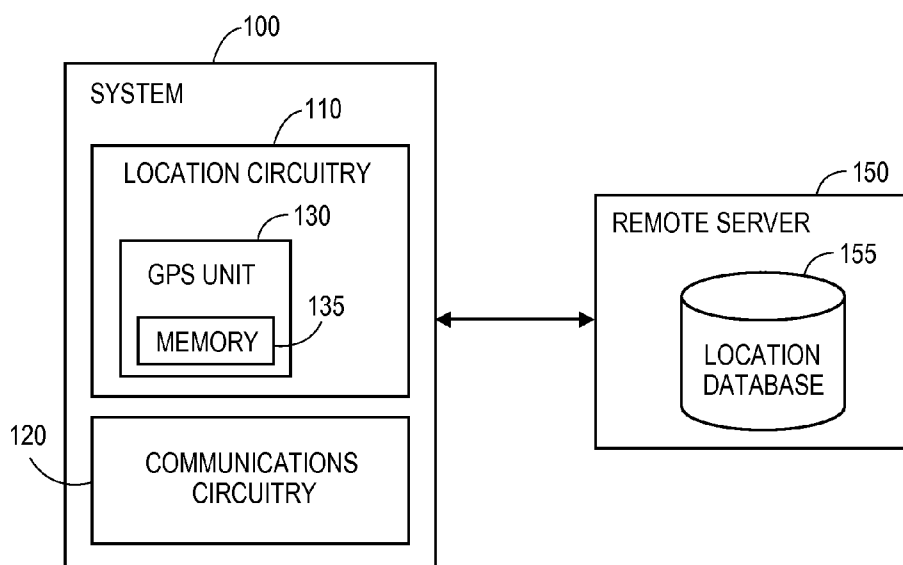 100
SYSTEM
110
LOCATION CIRCUITRY
130
GPS UNIT
135
MEMORY
120
COMMUNICATIONS
CIRCUITRY
150
REMOTE SERVER
155
LOCATION
DATABASE